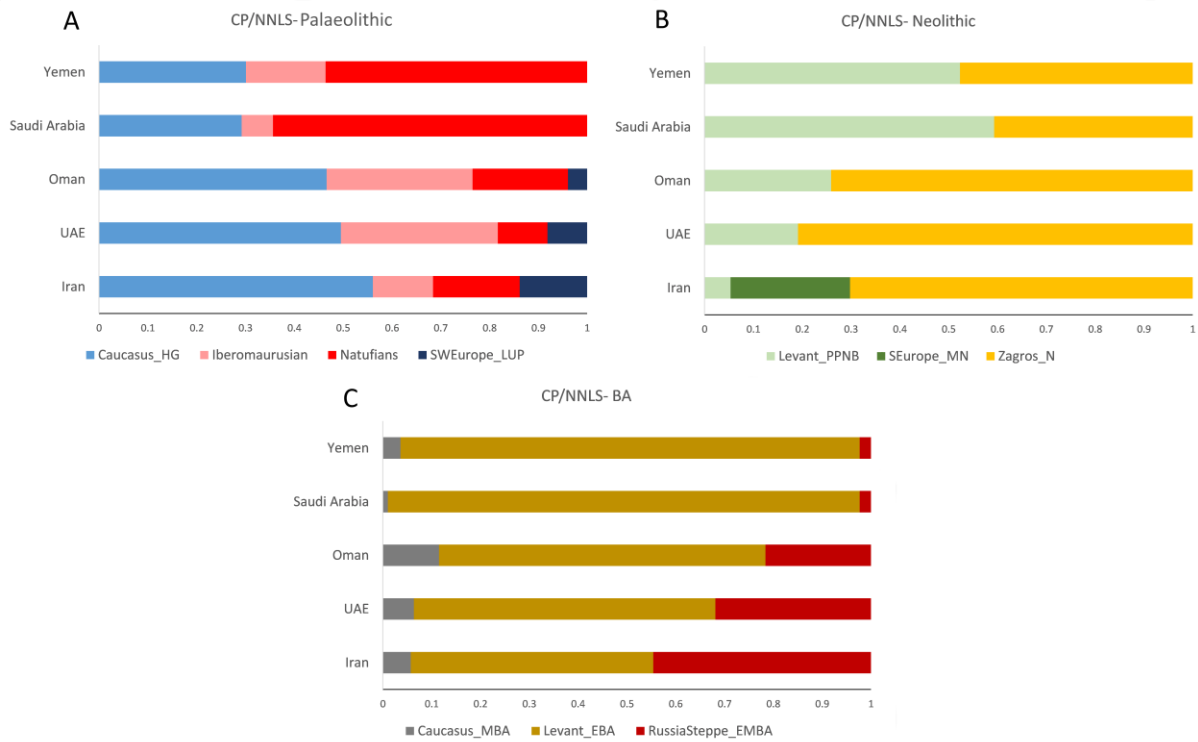 A
CP/NNLS- Palaeolithic
Yemen
Saudi Arabia
Oman
UAE
Iran
0 0.1 0.2 0.3 0.4 0.5 0.6 0.7 0.8 0.9 1
Caucasus_HG Iberomaurusian Natufians SWEurope_LUP
B
CP/NNLS- Neolithic
Yemen
Saudi Arabia
Oman
UAE
Iran
0 0.1 0.2 0.3 0.4 0.5 0.6 0.7 0.8 0.9 1
Levant_PPNB SEurope_MN Zagros_N
C
CP/NNLS- BA
Yemen
Saudi Arabia
Oman
UAE
Iran
0 0.1 0.2 0.3 0.4 0.5 0.6 0.7 0.8 0.9 1
Caucasus_MBA Levant_EBA RussiaSteppe_EMBA